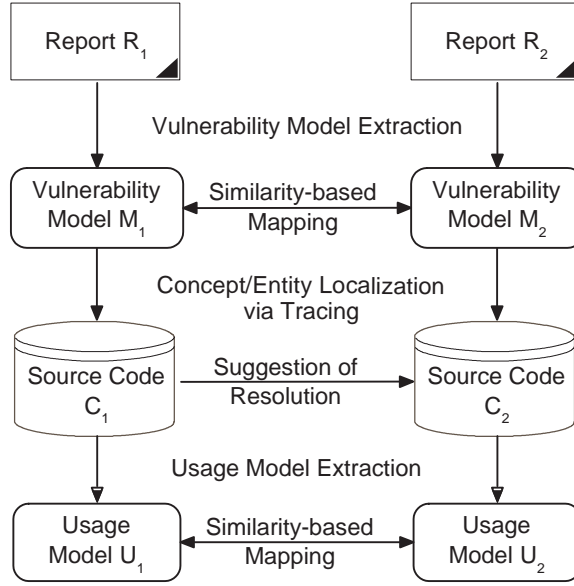 Report R₁
Report R₂
Vulnerability Model Extraction
Vulnerability
Model M₁
Similarity-based
Mapping
Vulnerability
Model M₂
Concept/Entity Localization
via Tracing
Source Code
C₁
Suggestion of
Resolution
Source Code
C₂
Usage Model Extraction
Usage
Model U₁
Similarity-based
Mapping
Usage
Model U₂